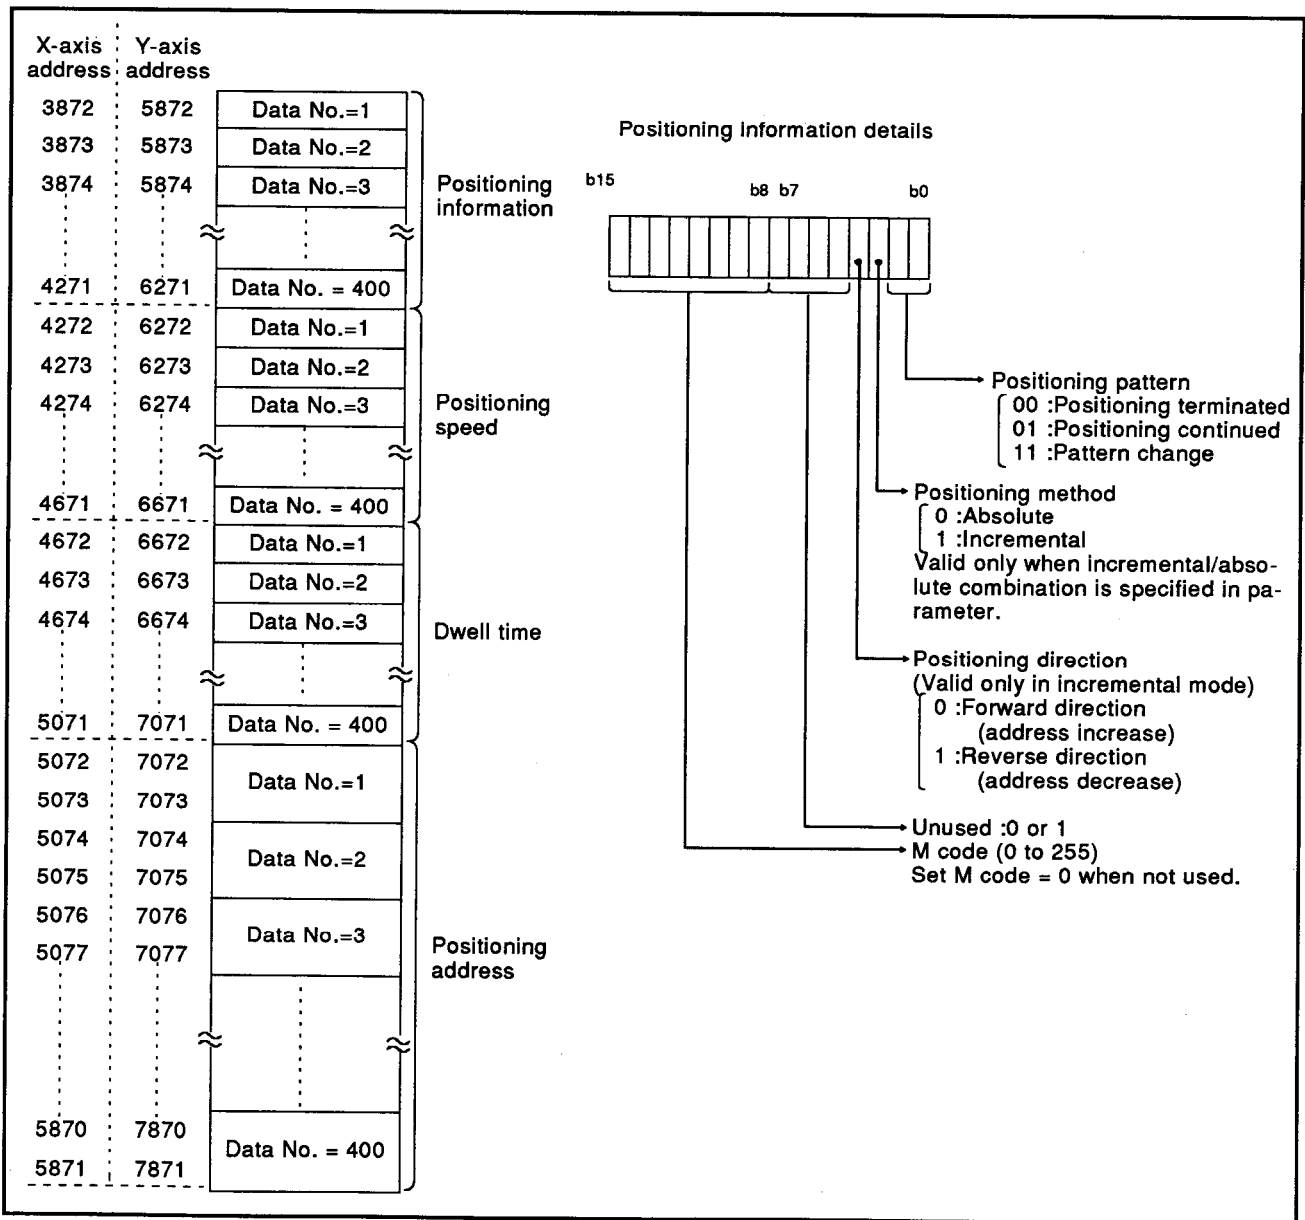 X-axis Y-axis
address address
3872 5872 Data No.=1
3873 5873 Data No.=2
3874 5874 Data No.=3
4271 6271 Data No. = 400
Positioning
information
4272 6272 Data No.=1
4273 6273 Data No.=2
4274 6274 Data No.=3
4671 6671 Data No. = 400
Positioning
speed
4672 6672 Data No.=1
4673 6673 Data No.=2
4674 6674 Data No.=3
5071 7071 Data No. = 400
Dwell time
5072 7072
5073 7073
Data No.=1
5074 7074
5075 7075
Data No.=2
5076 7076
5077 7077
Data No.=3
5870 7870
5871 7871
Data No. = 400
Positioning
address
Positioning Information details
b15 b8 b7 b0
Positioning pattern
00 :Positioning terminated
01 :Positioning continued
11 :Pattern change
Positioning method
0 :Absolute
1 :Incremental
Valid only when incremental/abso-
lute combination is specified in pa-
rameter.
Positioning direction
(Valid only in incremental mode)
0 :Forward direction
(address increase)
1 :Reverse direction
(address decrease)
Unused :0 or 1
M code (0 to 255)
Set M code = 0 when not used.